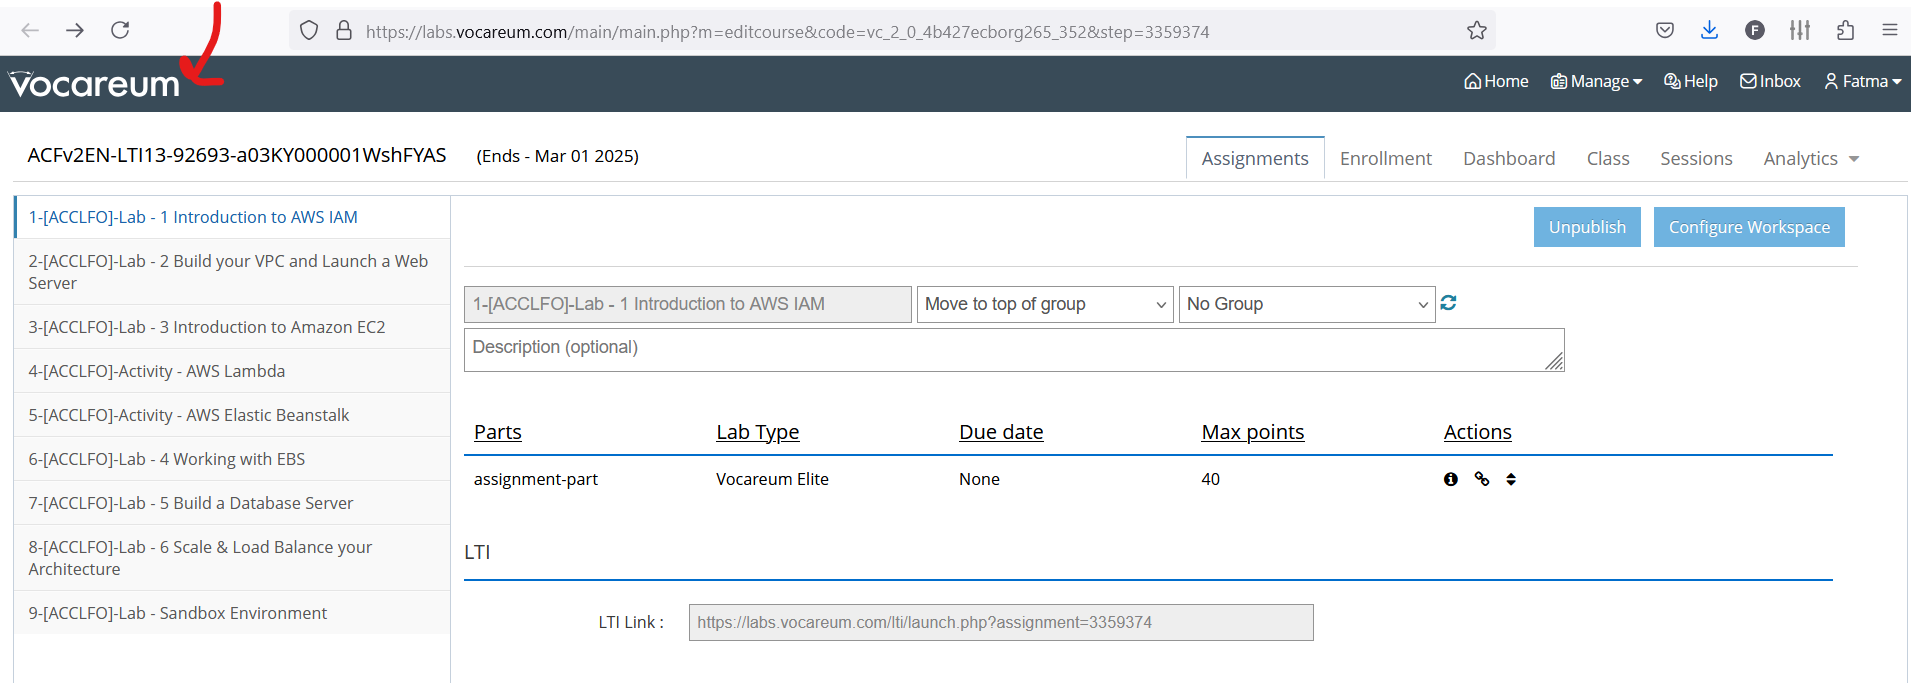 https://labs.vocareum.com/main/main.php?m=editcourse&code=vc_2_0_4b427ecborg265_352&step=3359374
F
vocareum
Home Manage Help Inbox Fatma
ACFv2EN-LTI13-92693-a03KY000001WshFYAS (Ends - Mar 01 2025)
Assignments Enrollment Dashboard Class Sessions Analytics
1-[ACCLFO]-Lab - 1 Introduction to AWS IAM
2-[ACCLFO]-Lab - 2 Build your VPC and Launch a Web
Server
3-[ACCLFO]-Lab - 3 Introduction to Amazon EC2
4-[ACCLFO]-Activity - AWS Lambda
5-[ACCLFO]-Activity - AWS Elastic Beanstalk
6-[ACCLFO]-Lab - 4 Working with EBS
7-[ACCLFO]-Lab - 5 Build a Database Server
8-[ACCLFO]-Lab - 6 Scale & Load Balance your
Architecture
9-[ACCLFO]-Lab - Sandbox Environment
Unpublish Configure Workspace
1-[ACCLFO]-Lab - 1 Introduction to AWS IAM Move to top of group No Group
Description (optional)
Parts Lab Type Due date Max points Actions
assignment-part Vocareum Elite None 40
LTI
LTI Link : https://labs.vocareum.com/lti/launch.php?assignment=3359374